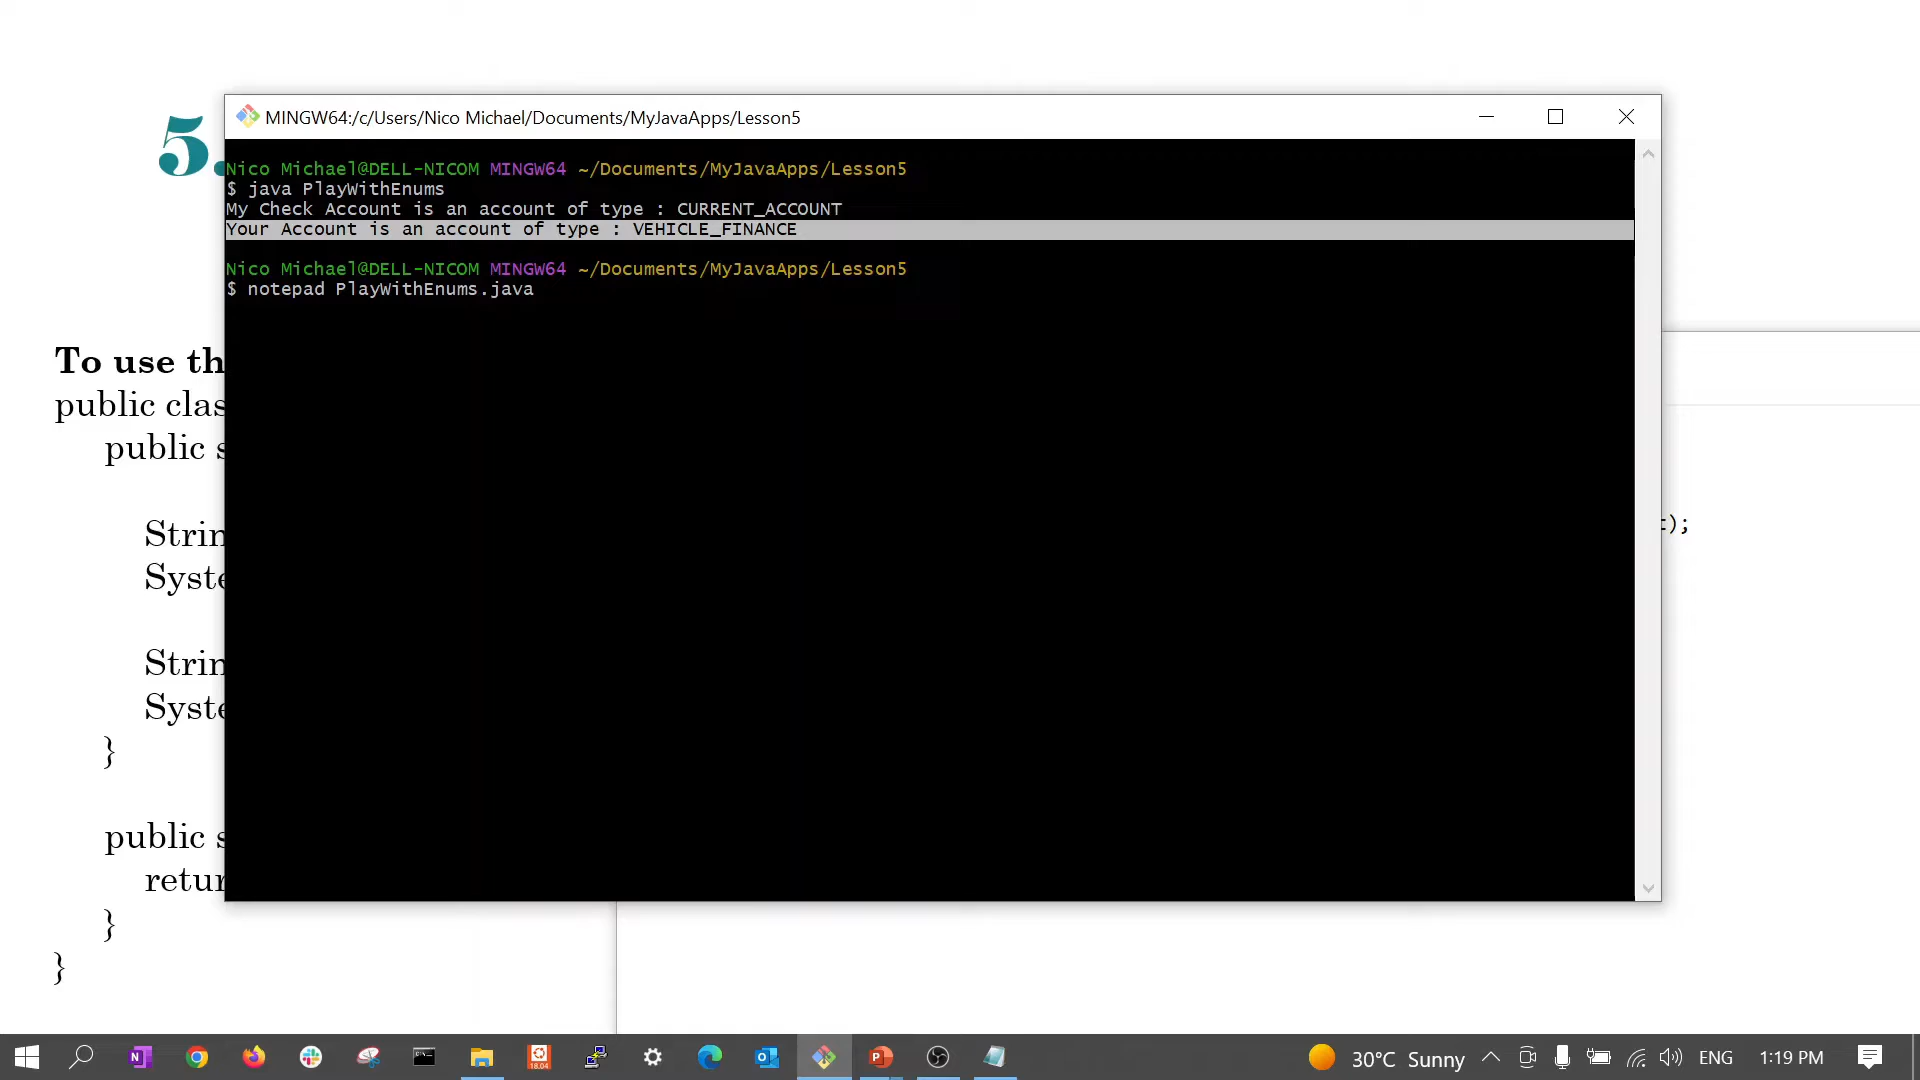 5.
MINGW64:/c/Users/Nico Michael/Documents/MyJavaApps/Lesson5
Nico Michael@DELL-NICOM MINGW64 ~/Documents/MyJavaApps/Lesson5
$ java PlayWithEnums
My Check Account is an account of type : CURRENT_ACCOUNT
Your Account is an account of type : VEHICLE_FINANCE
Nico Michael@DELL-NICOM MINGW64 ~/Documents/MyJavaApps/Lesson5
$ notepad PlayWithEnums.java
To use th
public clas
public s
Strin
);
Syste
Strin
Syste
}
public s
retur
}
}
N
18.04
P
30°C Sunny
ENG
1:19 PM